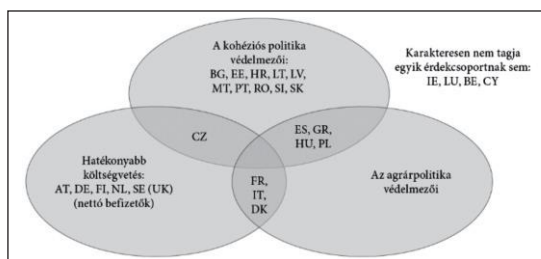 A kohéziós politika
védelmezői:
BG, EE, HR, LT, LV,
MT, PT, RO, SI, SK
Karakteresen nem tagja
egyik érdekcsoportnak sem:
IE, LU, BE, CY
CZ
ES, GR,
HU, PL
Hatékonyabb
költségvetés:
AT, DE, FI, NL, SE (UK)
(nettó befizetők)
FR,
IT,
DK
Az agrárpolitika
védelmezői